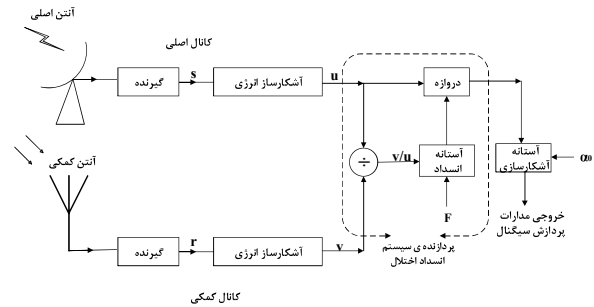 آنتن اصلی
کانال اصلی
گیرنده
s
آشکارساز انرژی
u
دروازه
÷
v/u
آستانه
انسداد
آستانه
آشکارسازی
α0
F
آنتن کمکی
گیرنده
r
آشکارساز انرژی
v
پردازنده ی سیستم
انسداد اختلال
خروجی مدارات
پردازش سیگنال
کانال کمکی